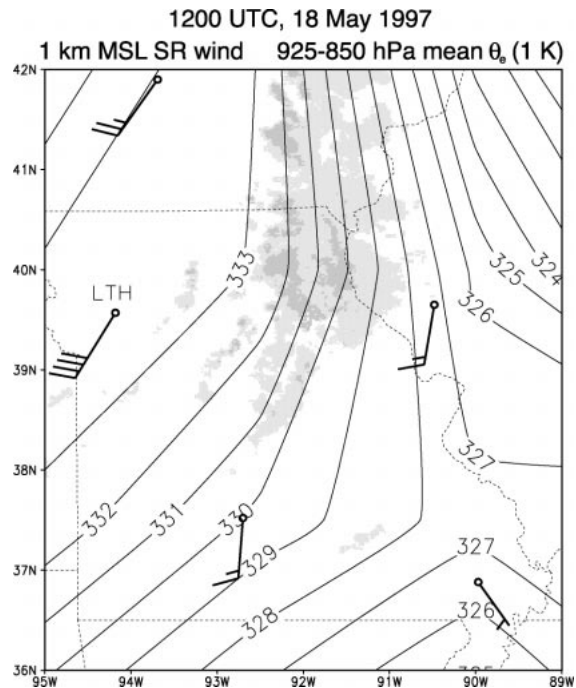 1200 UTC, 18 May 1997
1 km MSL SR wind 925-850 hPa mean θe (1 K)
42N
41N
333
325
324
40N
LTH
326
39N
38N
327
332
331
330
329
327
37N
328
326
36N
95W 94W 93W 92W 91W 90W 89W